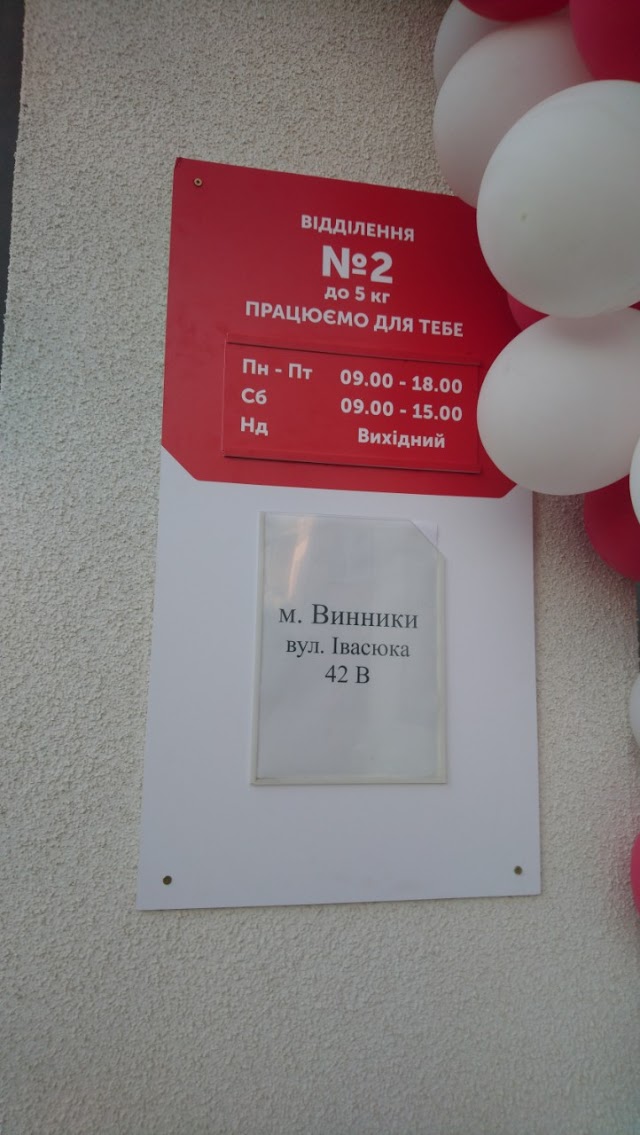 ВІДДІЛЕННЯ
№2
до 5 кг
ПРАЦЮЄМО ДЛЯ ТЕБЕ
Пн - Пт 09.00 - 18.00
Сб 09.00 - 15.00
Нд Вихідний
м. Винники
вул. Івасюка
42 В